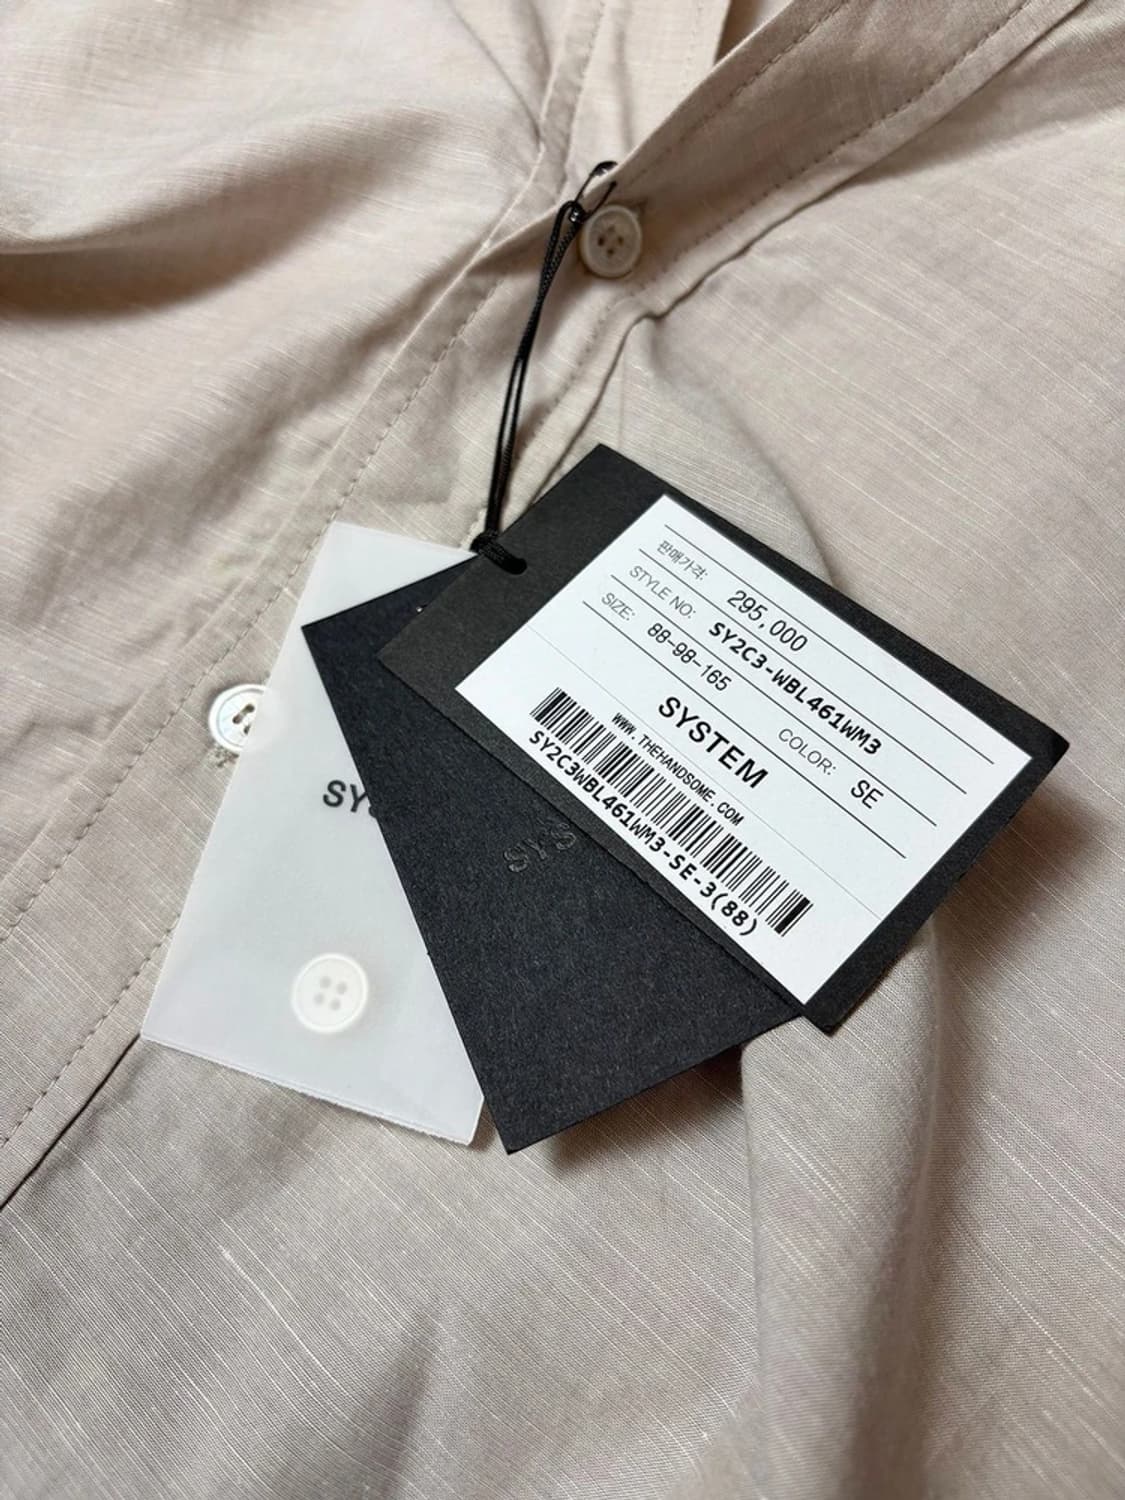 판매가격: 295,000
STYLE NO: SY2C3-WBL461WM3
SIZE: 88-98-165 COLOR: SE
SYSTEM
WWW.THEHANDSOME.COM
SY2C3WBL461WM3-SE-3(88)
SYS
SYS